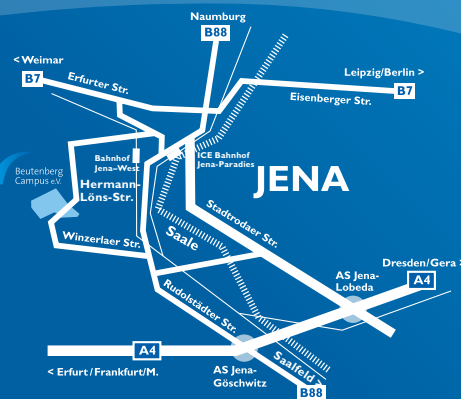 Naumburg
B88
< Weimar
B7
Erfurter Str.
Leipzig/Berlin >
B7
Eisenberger Str.
Bahnhof
Jena-West
ICE Bahnhof
Jena-Paradies
Beutenberg
Campus e.V.
Hermann-
Löns-Str.
JENA
Stadtrodaer Str.
Winzerlaer Str.
Saale
Dresden/Gera >
A4
AS Jena-
Lobeda
Rudolstädter Str.
A4
< Erfurt / Frankfurt/M.
AS Jena-
Göschwitz
Saalfeld >
B88